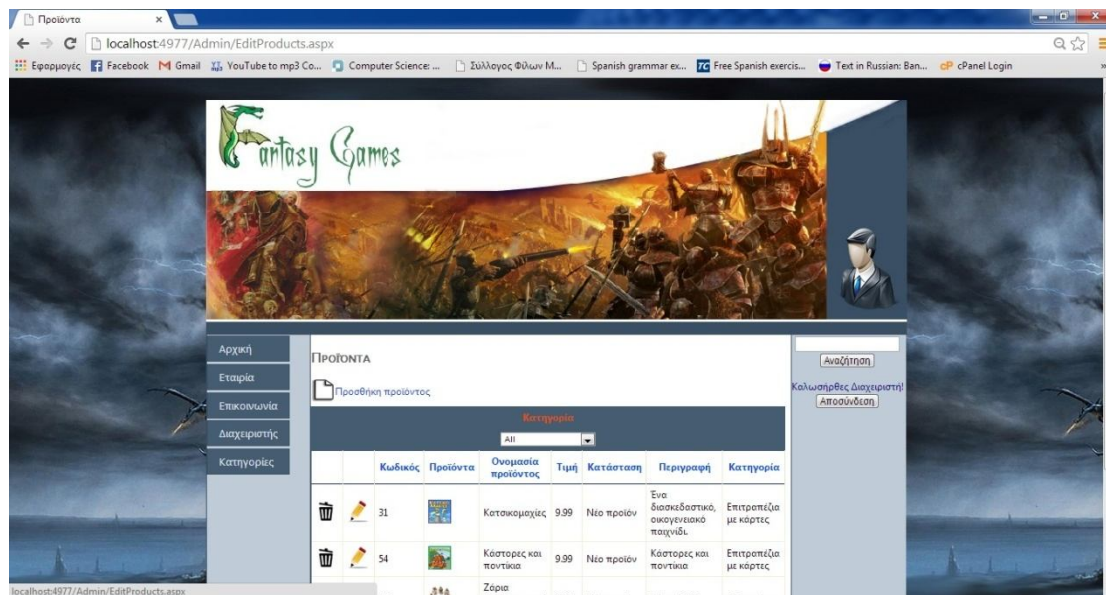 Προϊόντα
localhost:4977/Admin/EditProducts.aspx
Εφαρμογές Facebook Gmail YouTube to mp3 Co... Computer Science: ... Σύλλογος Φίλων Μ... Spanish grammar ex... Free Spanish exercis... Text in Russian: Ban... cPanel Login »
Fantasy Games
Αρχική
Εταιρία
Επικοινωνία
Διαχειριστής
Κατηγορίες
Προϊόντα
Προσθήκη προϊόντος
Κατηγορία
All
Κωδικός Προϊόντα Ονομασία προϊόντος Τιμή Κατάσταση Περιγραφή Κατηγορία
31 Κατσικομαχίες 9.99 Νέο προϊόν Ένα διασκεδαστικό, οικογενειακό παιχνίδι. Επιτραπέζια με κάρτες
54 Κάστορες και ποντίκια 9.99 Νέο προϊόν Κάστορες και ποντίκια Επιτραπέζια με κάρτες
Ζάρια
Αναζήτηση
Καλωσήρθες Διαχειριστή!
Αποσύνδεση
localhost:4977/Admin/EditProducts.aspx